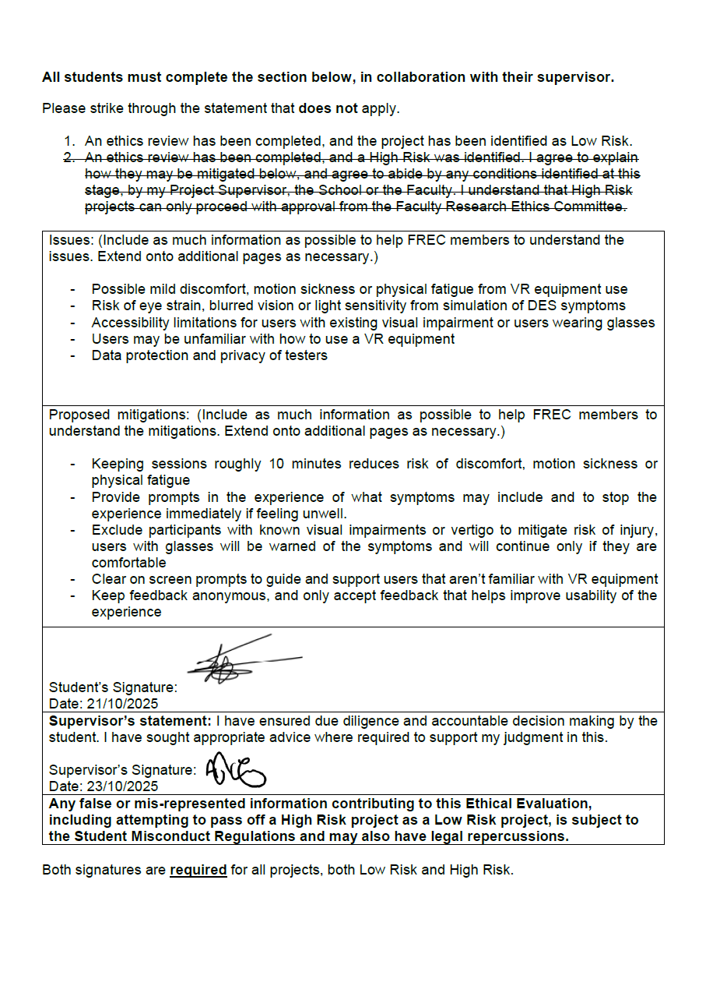 All students must complete the section below, in collaboration with their supervisor.
Please strike through the statement that does not apply.
1. An ethics review has been completed, and the project has been identified as Low Risk.
2. An ethics review has been completed, and a High Risk was identified. I agree to explain
how they may be mitigated below, and agree to abide by any conditions identified at this
stage, by my Project Supervisor, the School or the Faculty. I understand that High Risk
projects can only proceed with approval from the Faculty Research Ethics Committee.
Issues: (Include as much information as possible to help FREC members to understand the
issues. Extend onto additional pages as necessary.)
- Possible mild discomfort, motion sickness or physical fatigue from VR equipment use
- Risk of eye strain, blurred vision or light sensitivity from simulation of DES symptoms
- Accessibility limitations for users with existing visual impairment or users wearing glasses
- Users may be unfamiliar with how to use a VR equipment
- Data protection and privacy of testers
Proposed mitigations: (Include as much information as possible to help FREC members to
understand the mitigations. Extend onto additional pages as necessary.)
- Keeping sessions roughly 10 minutes reduces risk of discomfort, motion sickness or
physical fatigue
- Provide prompts in the experience of what symptoms may include and to stop the
experience immediately if feeling unwell.
- Exclude participants with known visual impairments or vertigo to mitigate risk of injury,
users with glasses will be warned of the symptoms and will continue only if they are
comfortable
- Clear on screen prompts to guide and support users that aren't familiar with VR equipment
- Keep feedback anonymous, and only accept feedback that helps improve usability of the
experience
Student's Signature:
Date: 21/10/2025
Supervisor's statement: I have ensured due diligence and accountable decision making by the
student. I have sought appropriate advice where required to support my judgment in this.
Supervisor's Signature:
Date: 23/10/2025
Any false or mis-represented information contributing to this Ethical Evaluation,
including attempting to pass off a High Risk project as a Low Risk project, is subject to
the Student Misconduct Regulations and may also have legal repercussions.
Both signatures are required for all projects, both Low Risk and High Risk.